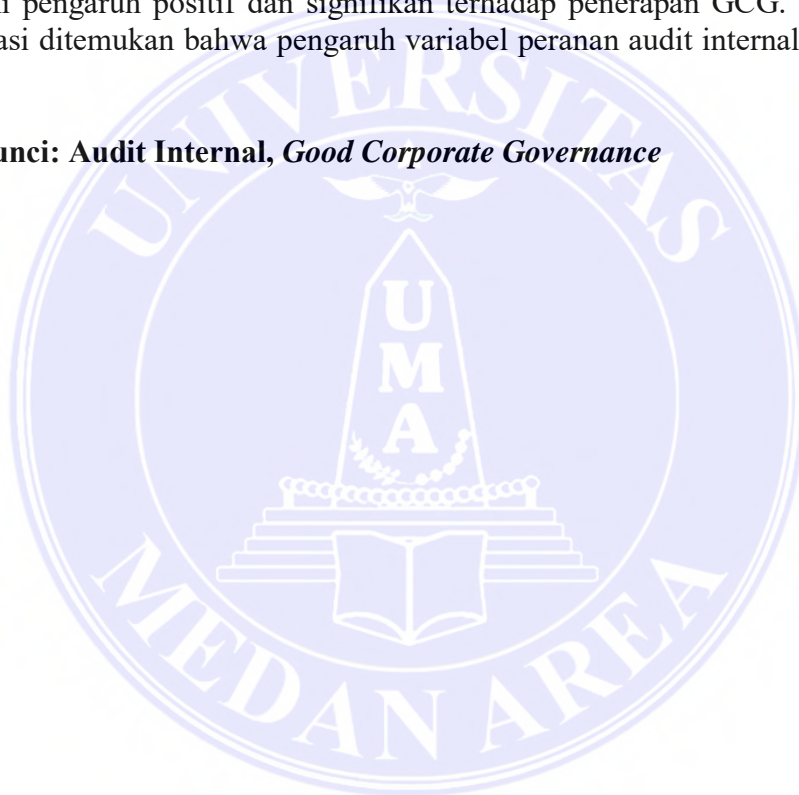 i pengaruh positif dan signifikan terhadap penerapan GCG.
asi ditemukan bahwa pengaruh variabel peranan audit internal
unci: Audit Internal, Good Corporate Governance
UNIVERSITAS
U
M
A
MEDAN AREA